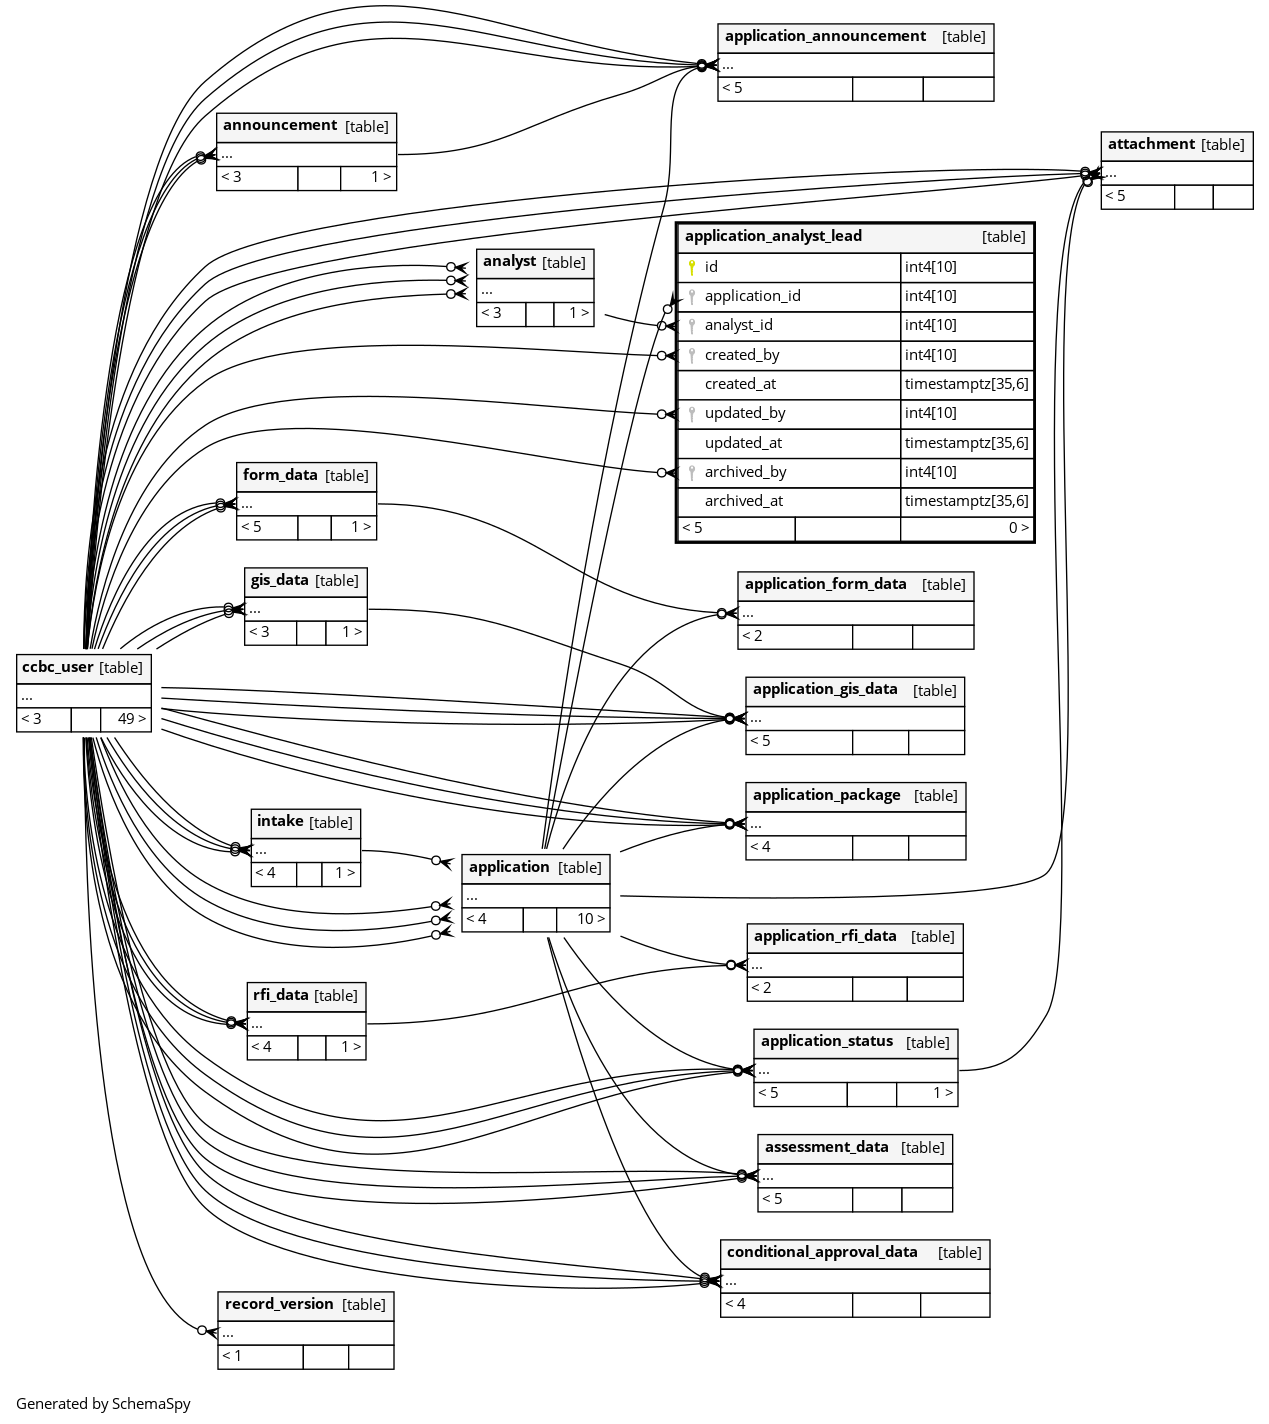 application_announcement [table]
...
< 5
announcement [table]
...
< 3 1 >
attachment [table]
...
< 5
application_analyst_lead [table]
id int4[10]
application_id int4[10]
analyst_id int4[10]
created_by int4[10]
created_at timestamptz[35,6]
updated_by int4[10]
updated_at timestamptz[35,6]
archived_by int4[10]
archived_at timestamptz[35,6]
< 5 0 >
analyst [table]
...
< 3 1 >
form_data [table]
...
< 5 1 >
gis_data [table]
...
< 3 1 >
application_form_data [table]
...
< 2
ccbc_user [table]
...
< 3 49 >
application_gis_data [table]
...
< 5
application_package [table]
...
< 4
intake [table]
...
< 4 1 >
application [table]
...
< 4 10 >
application_rfi_data [table]
...
< 2
rfi_data [table]
...
< 4 1 >
application_status [table]
...
< 5 1 >
assessment_data [table]
...
< 5
conditional_approval_data [table]
...
< 4
record_version [table]
...
< 1
Generated by SchemaSpy